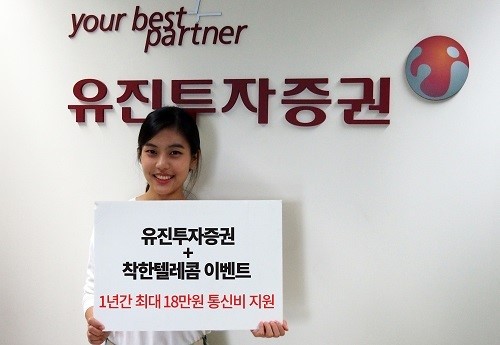 your best
partner
유진투자증권
유진투자증권
+
착한텔레콤 이벤트
1년간 최대 18만원 통신비 지원